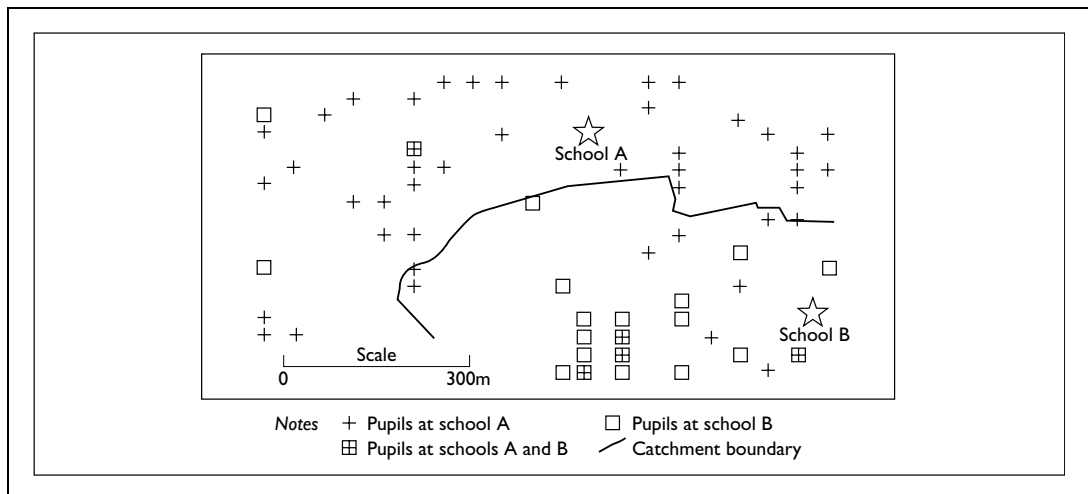 School A
School B
Scale
0 300m
Notes Pupils at school A Pupils at school B
Pupils at schools A and B Catchment boundary